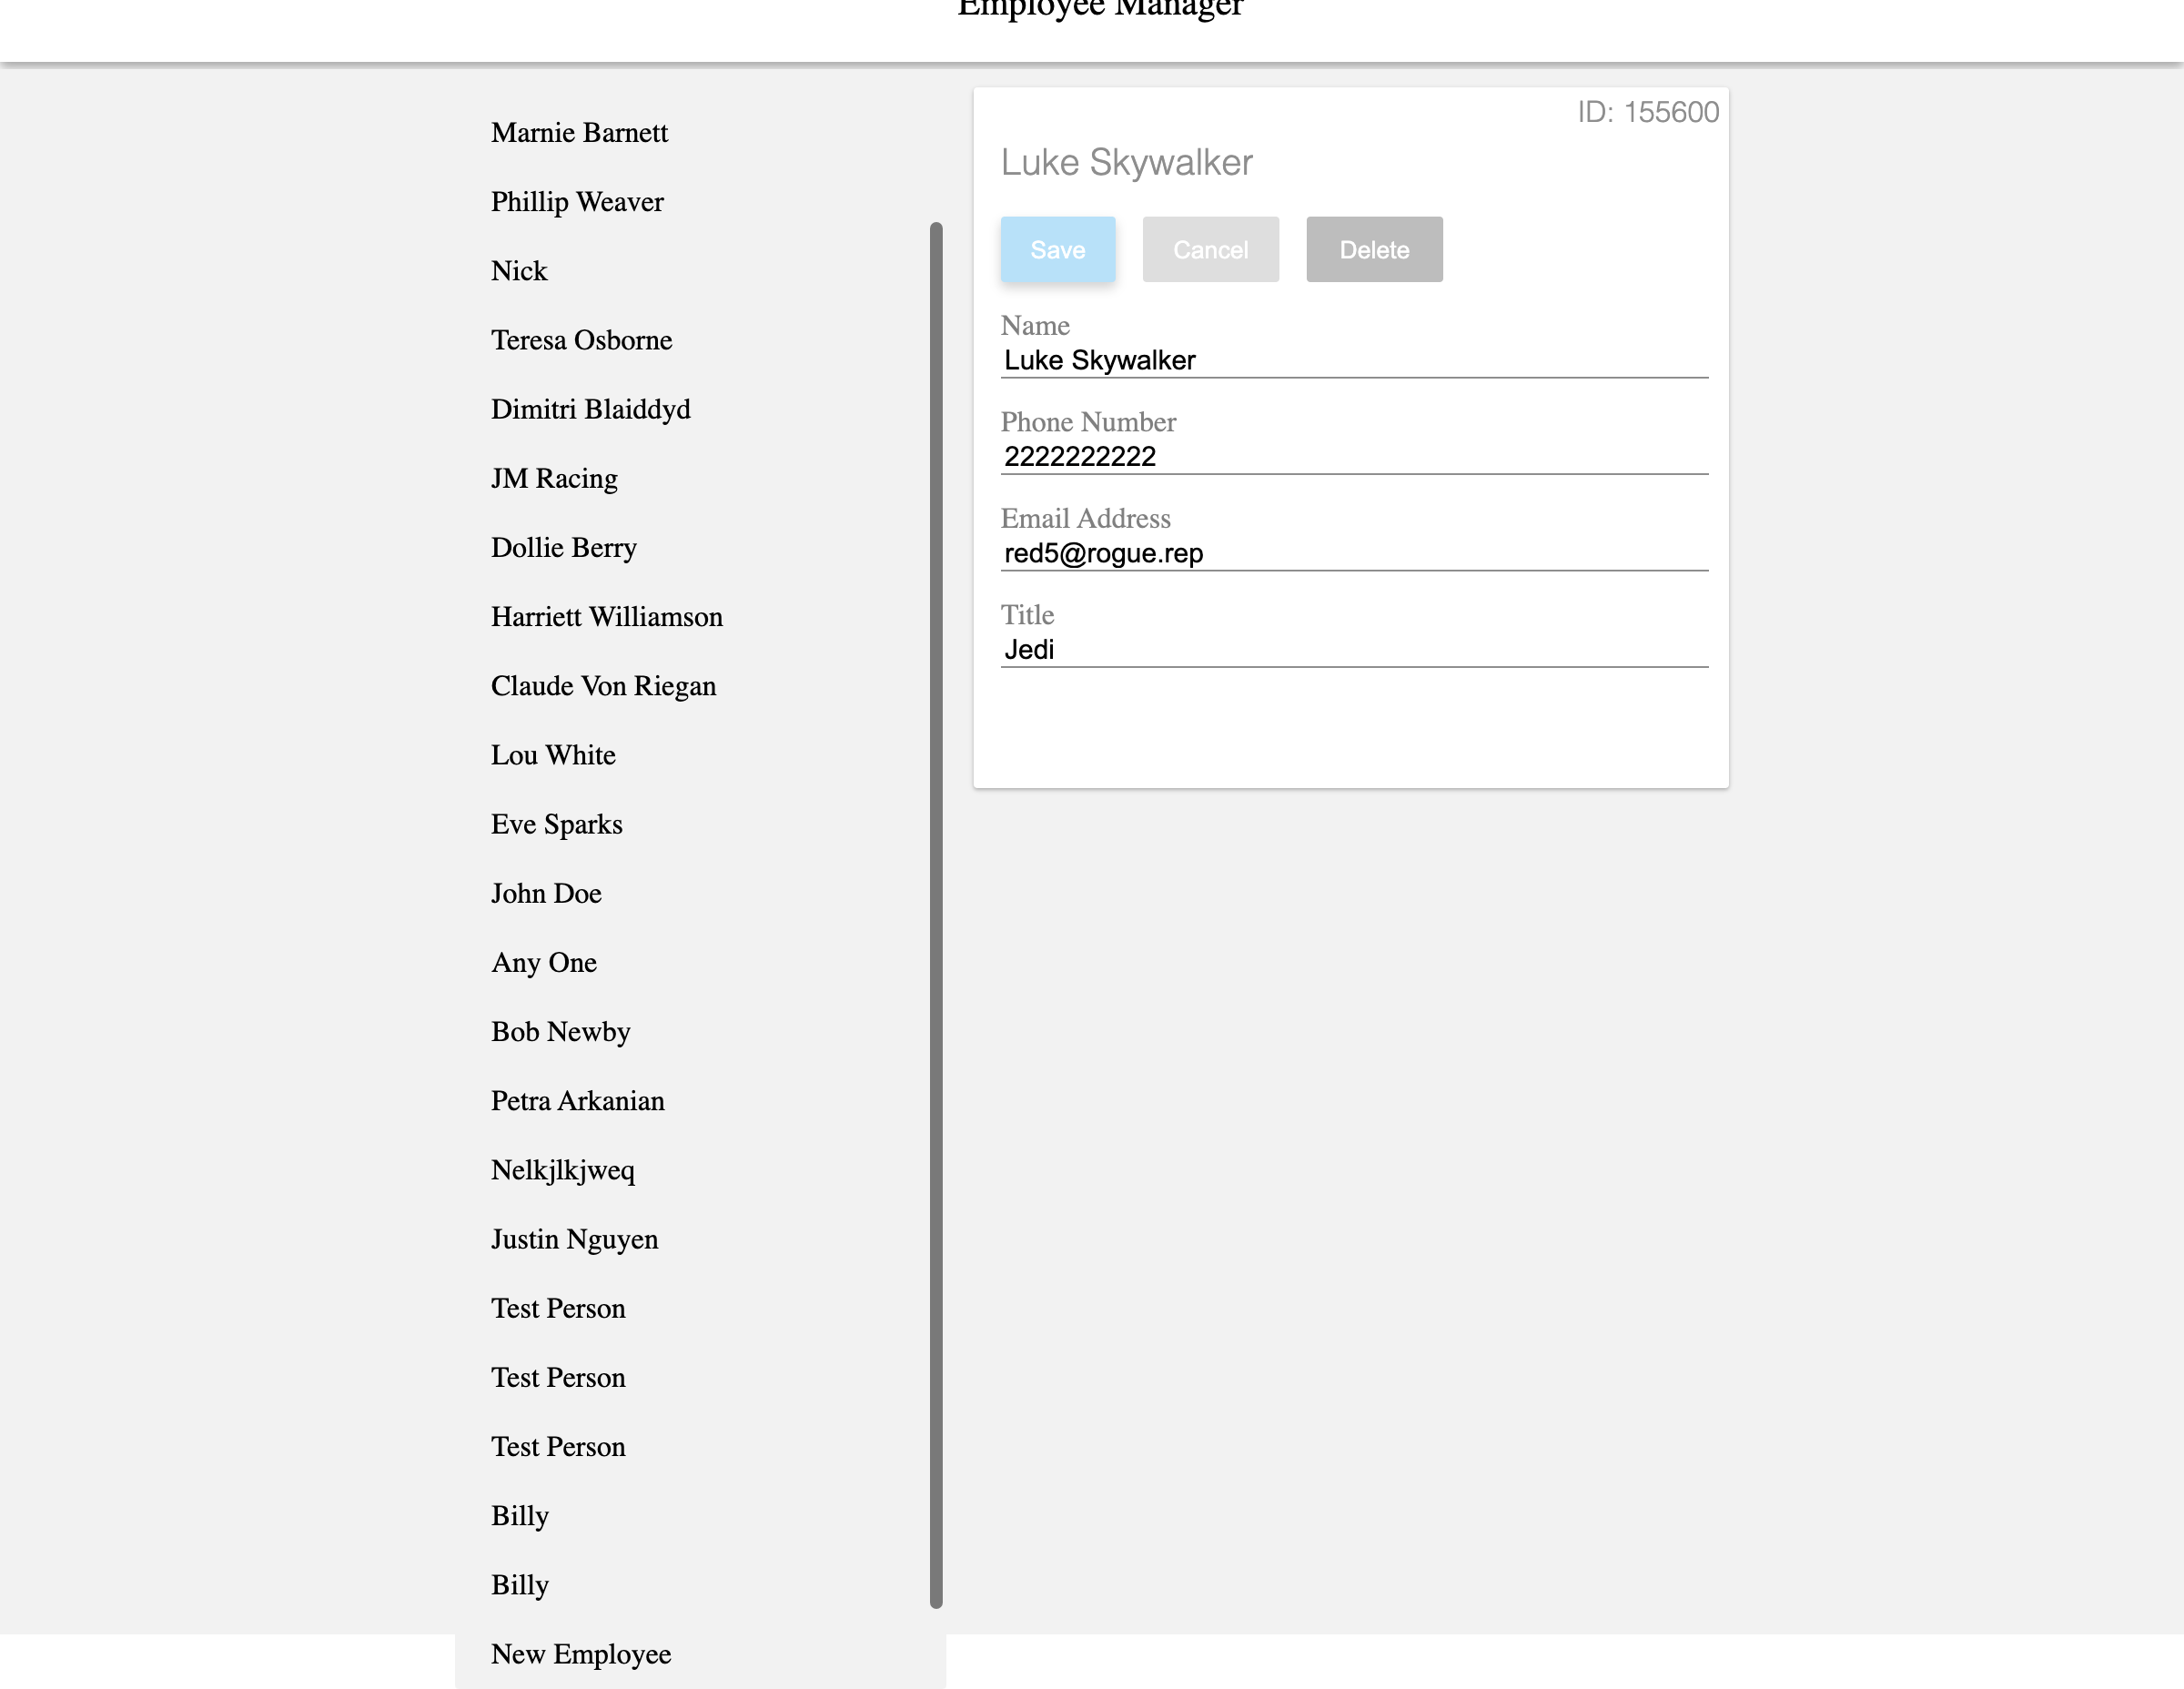 Employee Manager
Marnie Barnett
Phillip Weaver
Nick
Teresa Osborne
Dimitri Blaiddyd
JM Racing
Dollie Berry
Harriett Williamson
Claude Von Riegan
Lou White
Eve Sparks
John Doe
Any One
Bob Newby
Petra Arkanian
Nelkjlkjweq
Justin Nguyen
Test Person
Test Person
Test Person
Billy
Billy
New Employee
ID: 155600
Luke Skywalker
Save Cancel Delete
Name
Luke Skywalker
Phone Number
2222222222
Email Address
red5@rogue.rep
Title
Jedi